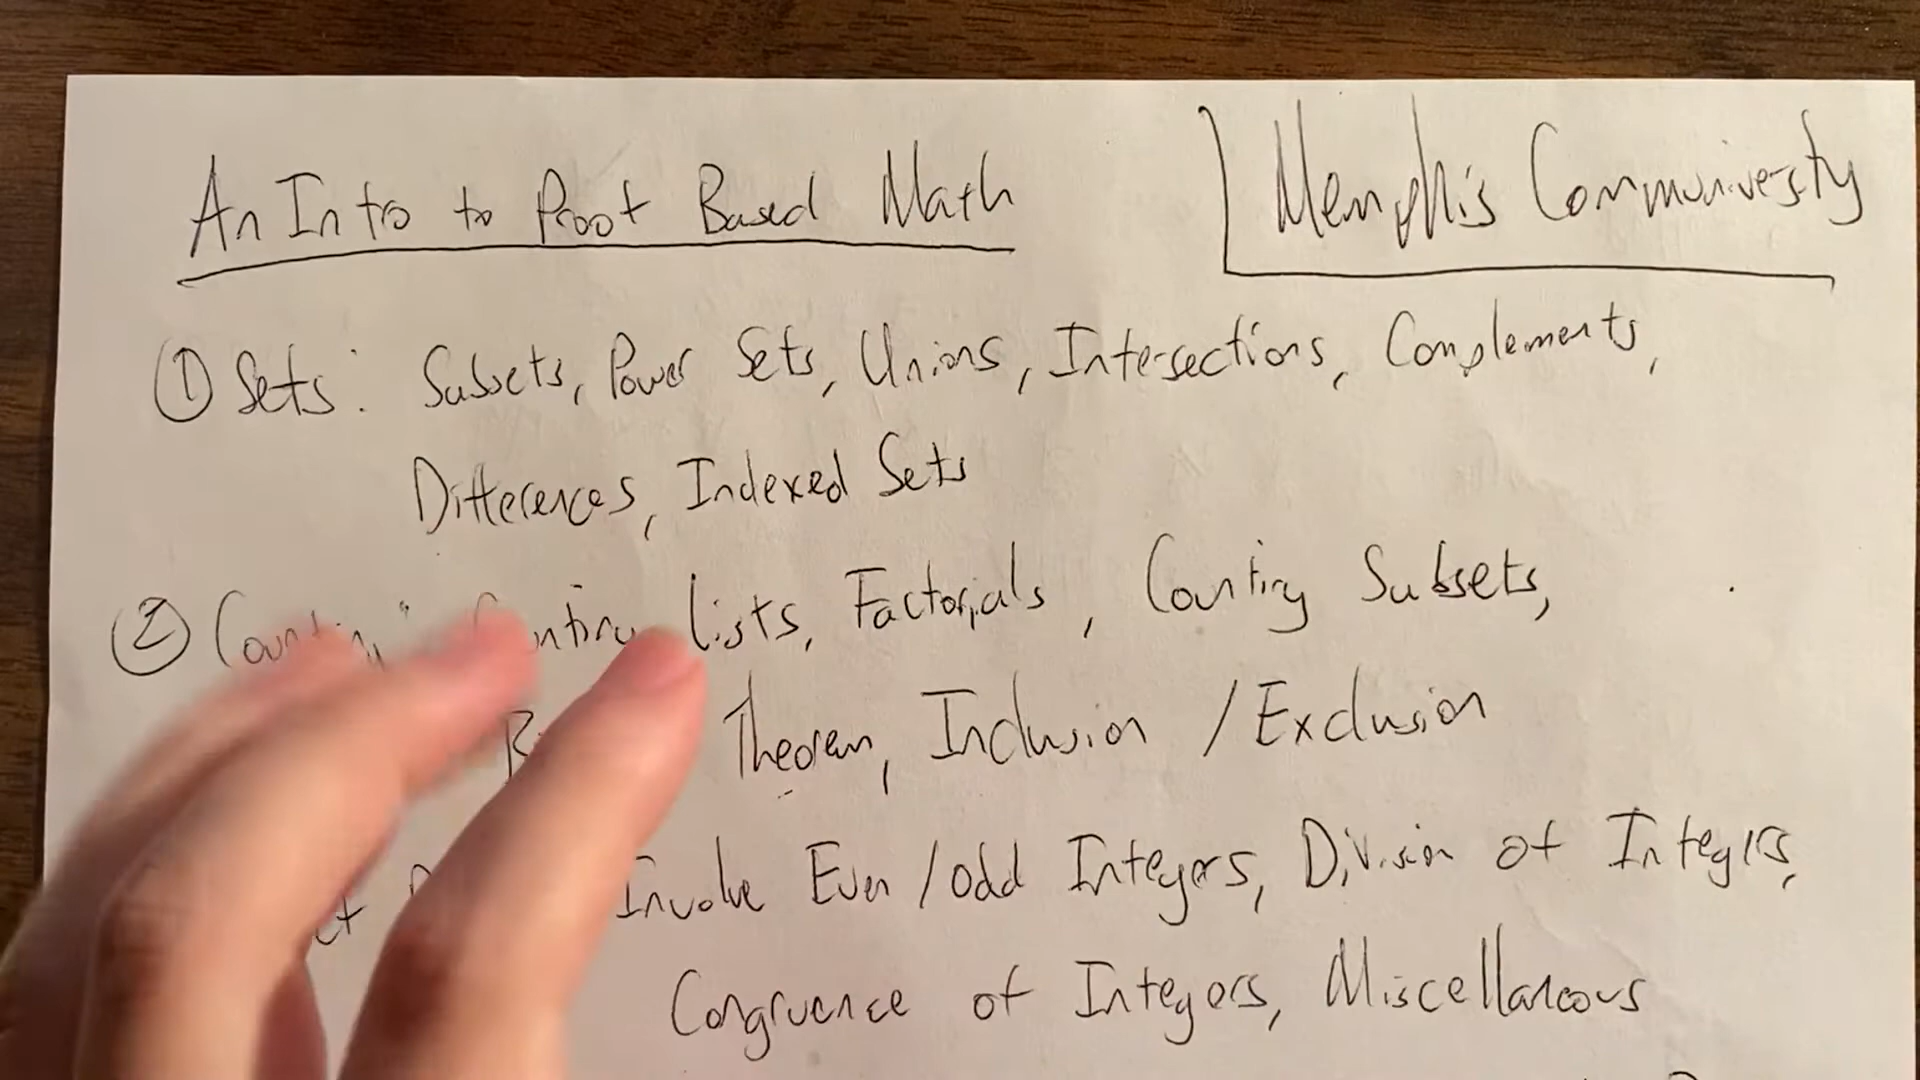 An Intro to Proof Based Math
Memphis Communiversity
① Sets: Subsets, Power Sets, Unions, Intersections, Complements,
Differences, Indexed Sets
② Counting: Counting Lists, Factorials, Counting Subsets,
Theorem, Inclusion / Exclusion
Involve Even/Odd Integers, Division of Integers,
Congruence of Integers, Miscellaneous